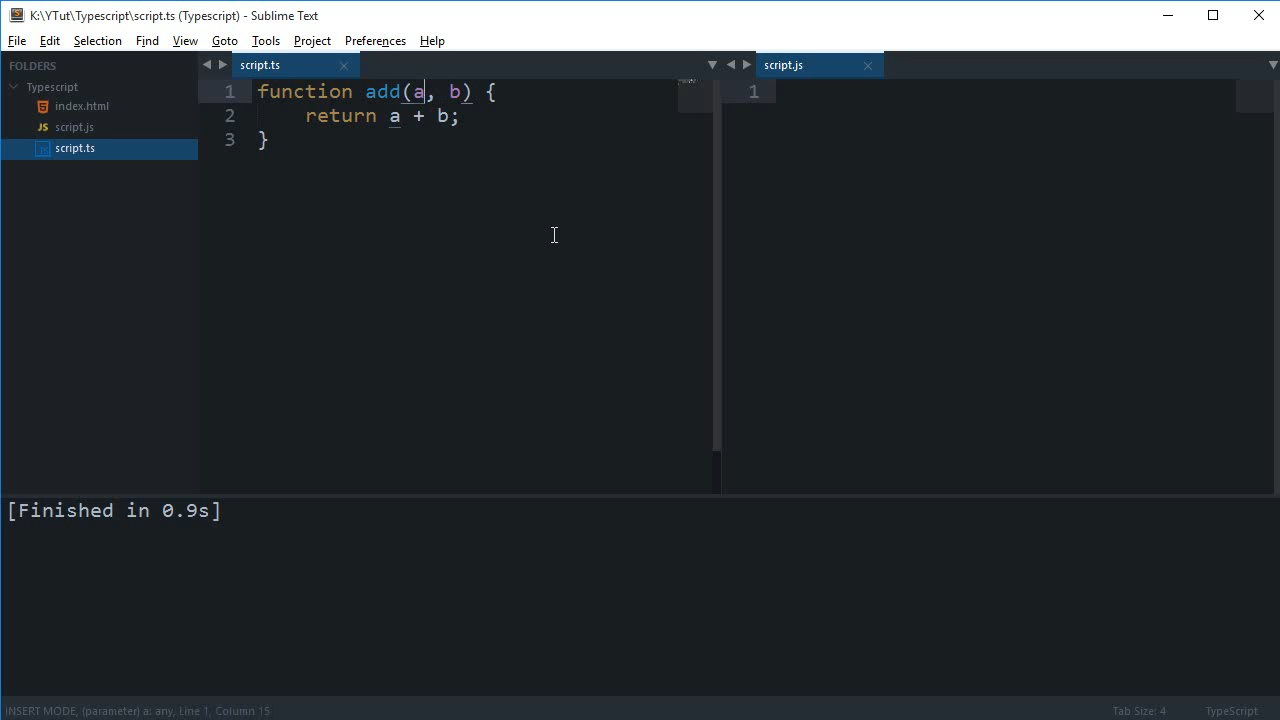 K:\YTut\Typescript\script.ts (Typescript) - Sublime Text
File Edit Selection Find View Goto Tools Project Preferences Help
FOLDERS
Typescript
index.html
JS script.js
script.ts
script.ts
1 function add(a, b) {
2 return a + b;
3 }
script.js
1
[Finished in 0.9s]
INSERT MODE, (parameter) a: any, Line 1, Column 15
Tab Size: 4
TypeScript